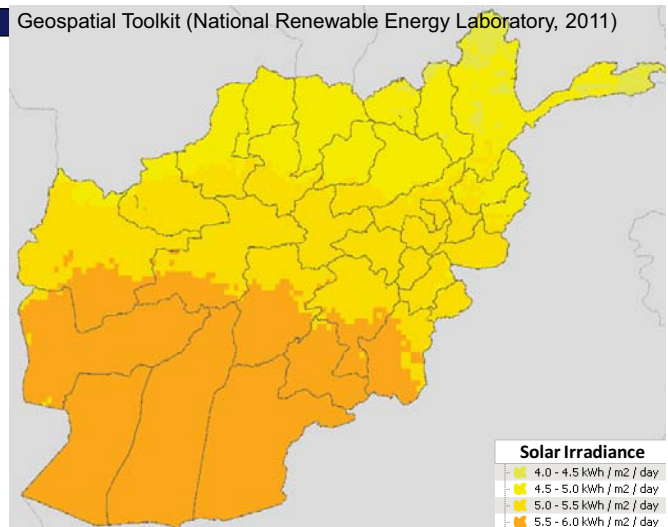 Geospatial Toolkit (National Renewable Energy Laboratory, 2011)
Solar Irradiance
4.0 - 4.5 kWh / m2 / day
4.5 - 5.0 kWh / m2 / day
5.0 - 5.5 kWh / m2 / day
5.5 - 6.0 kWh / m2 / day